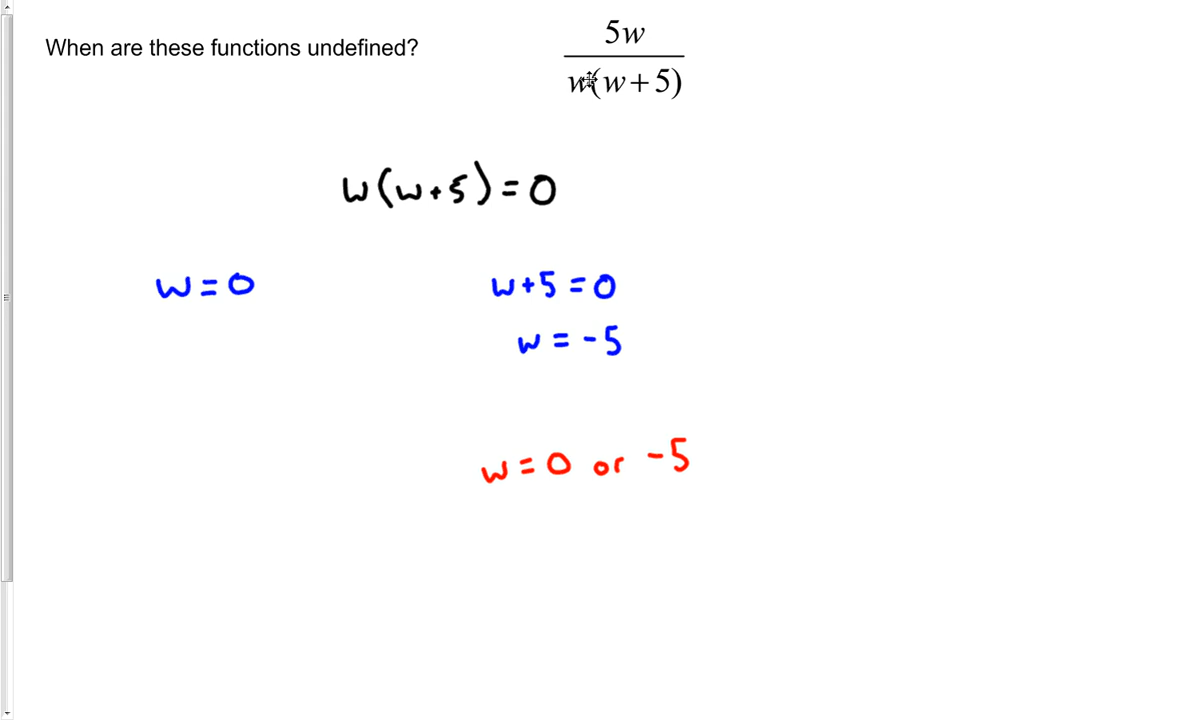 When are these functions undefined?
5w
w(w+5)
w(w+5)=0
w=0
w+5=0
w=-5
w=0 or -5